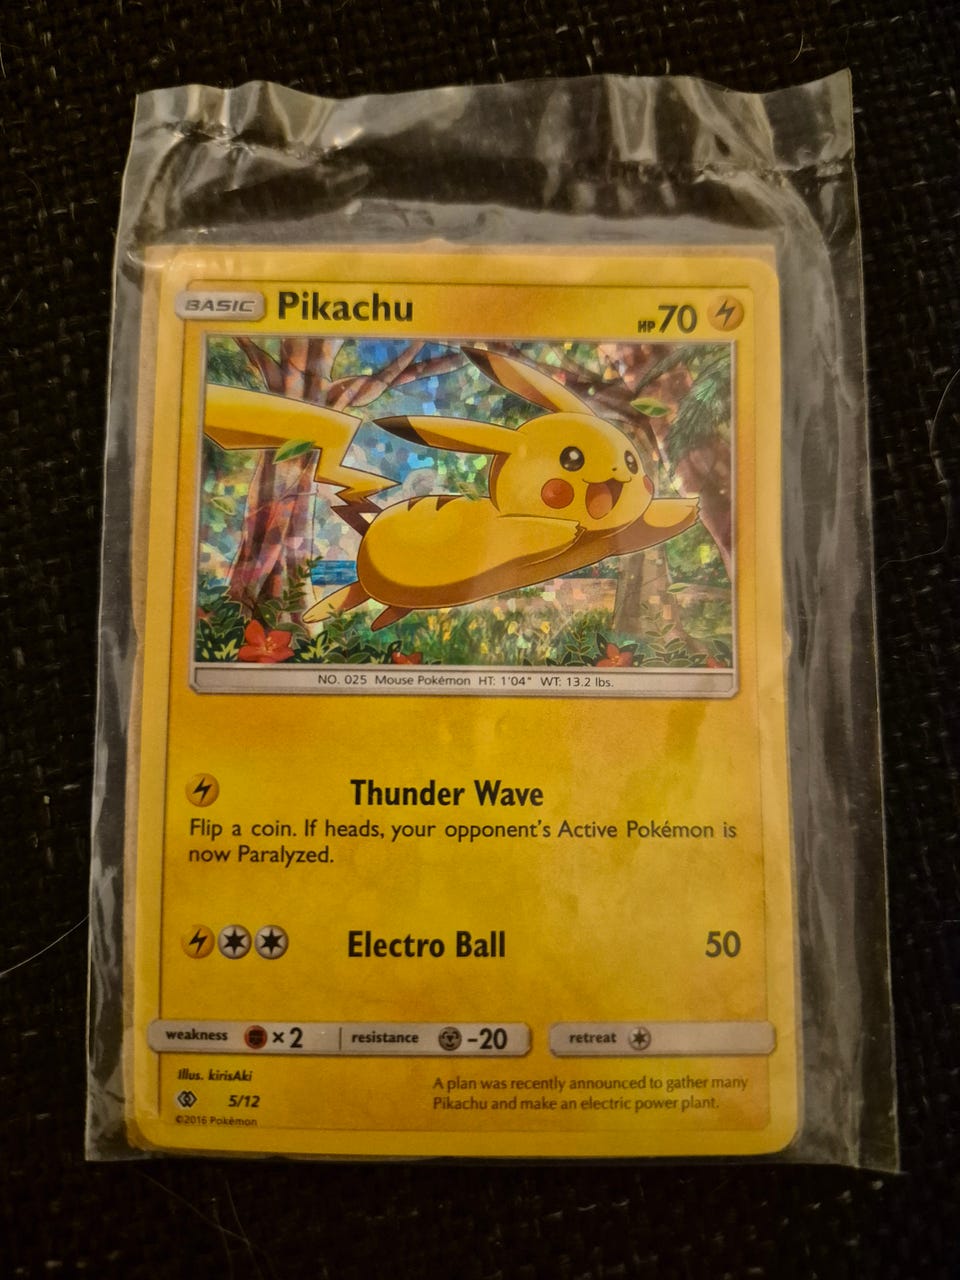 BASIC Pikachu HP 70
NO. 025 Mouse Pokémon HT: 1'04" WT: 13.2 lbs.
Thunder Wave
Flip a coin. If heads, your opponent's Active Pokémon is
now Paralyzed.
Electro Ball 50
weakness ×2 resistance -20 retreat
Illus. kirisAki
5/12
©2016 Pokémon
A plan was recently announced to gather many
Pikachu and make an electric power plant.